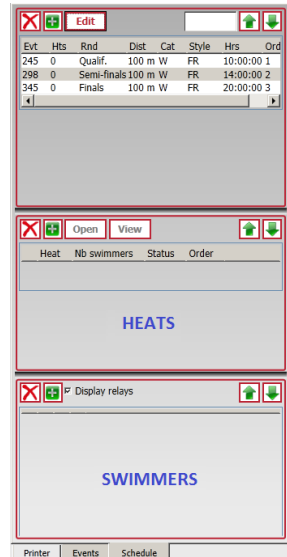 Edit
Evt Hts Rnd Dist Cat Style Hrs Ord
245 0 Qualif. 100 m W FR 10:00:00 1
298 0 Semi-finals 100 m W FR 14:00:00 2
345 0 Finals 100 m W FR 20:00:00 3
Open View
Heat Nb swimmers Status Order
HEATS
Display relays
SWIMMERS
Printer Events Schedule